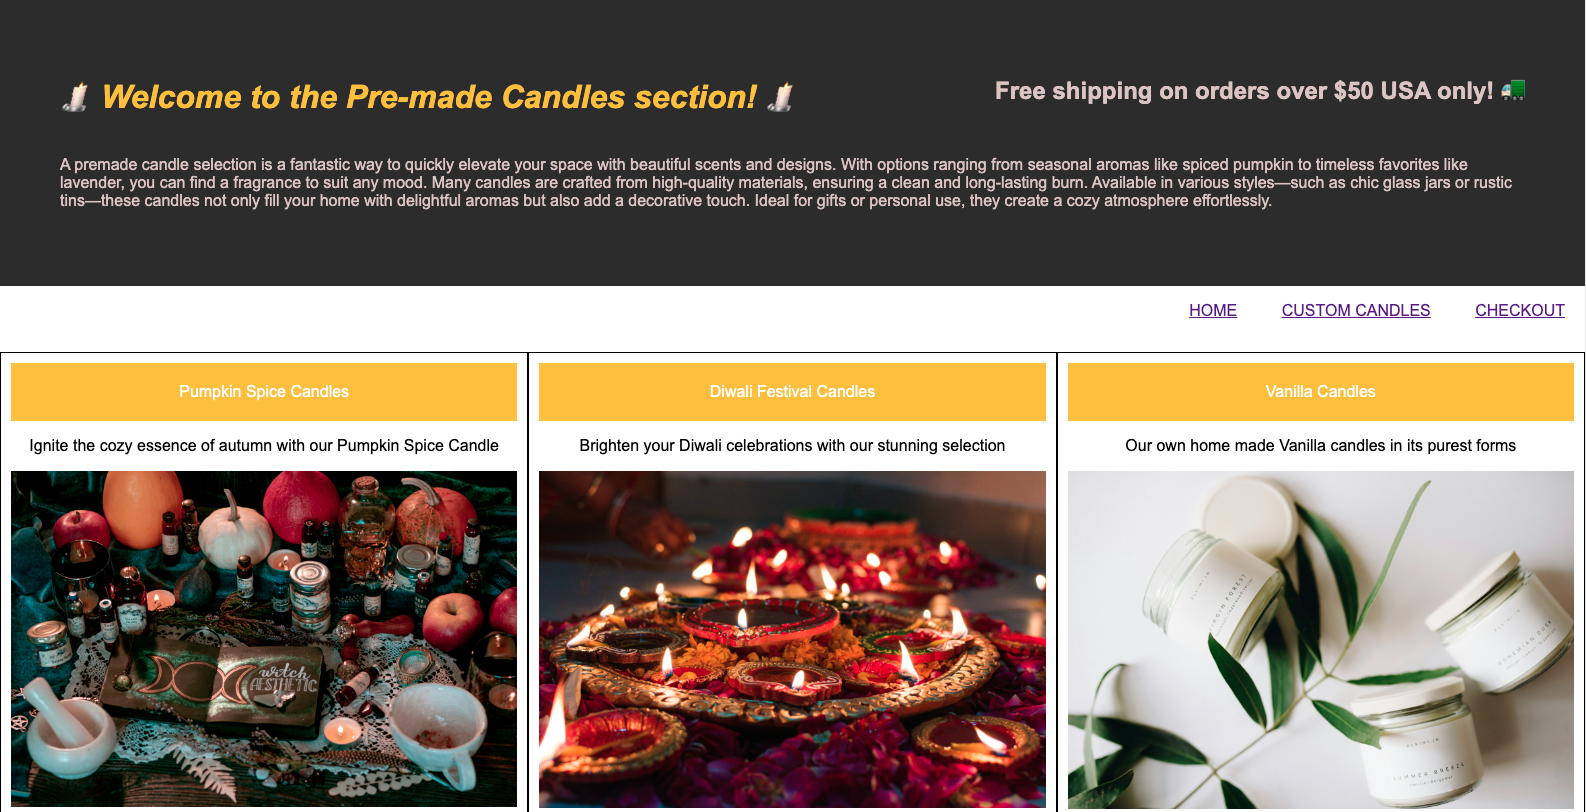 Welcome to the Pre-made Candles section!
Free shipping on orders over $50 USA only!
A premade candle selection is a fantastic way to quickly elevate your space with beautiful scents and designs. With options ranging from seasonal aromas like spiced pumpkin to timeless favorites like
lavender, you can find a fragrance to suit any mood. Many candles are crafted from high-quality materials, ensuring a clean and long-lasting burn. Available in various styles—such as chic glass jars or rustic
tins—these candles not only fill your home with delightful aromas but also add a decorative touch. Ideal for gifts or personal use, they create a cozy atmosphere effortlessly.
HOME CUSTOM CANDLES CHECKOUT
Pumpkin Spice Candles
Ignite the cozy essence of autumn with our Pumpkin Spice Candle
witch
AESTHETIC
Diwali Festival Candles
Brighten your Diwali celebrations with our stunning selection
Vanilla Candles
Our own home made Vanilla candles in its purest forms
FOREST
BOHEMIAN
SUMMER BREEZE